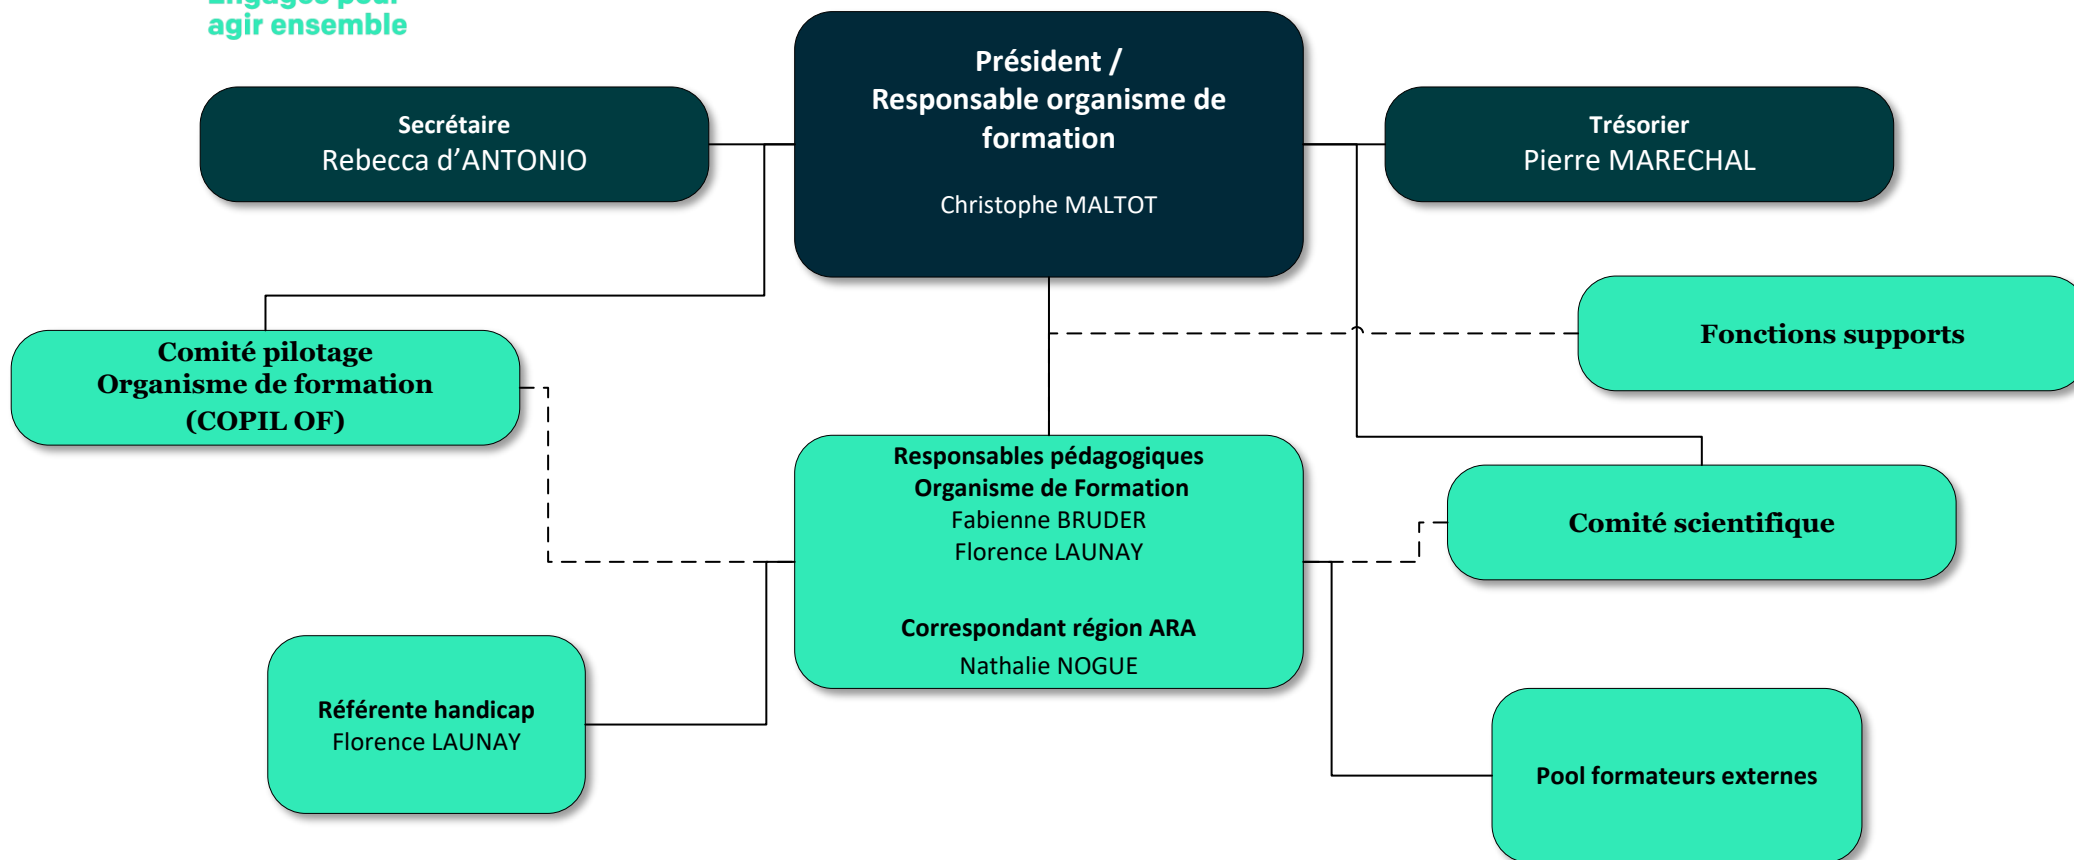 Engagés pour
agir ensemble
Président /
Responsable organisme de
formation
Christophe MALTOT
Secrétaire
Rebecca d’ANTONIO
Trésorier
Pierre MARECHAL
Fonctions supports
Comité pilotage
Organisme de formation
(COPIL OF)
Responsables pédagogiques
Organisme de Formation
Fabienne BRUDER
Florence LAUNAY
Correspondant région ARA
Nathalie NOGUE
Comité scientifique
Référente handicap
Florence LAUNAY
Pool formateurs externes